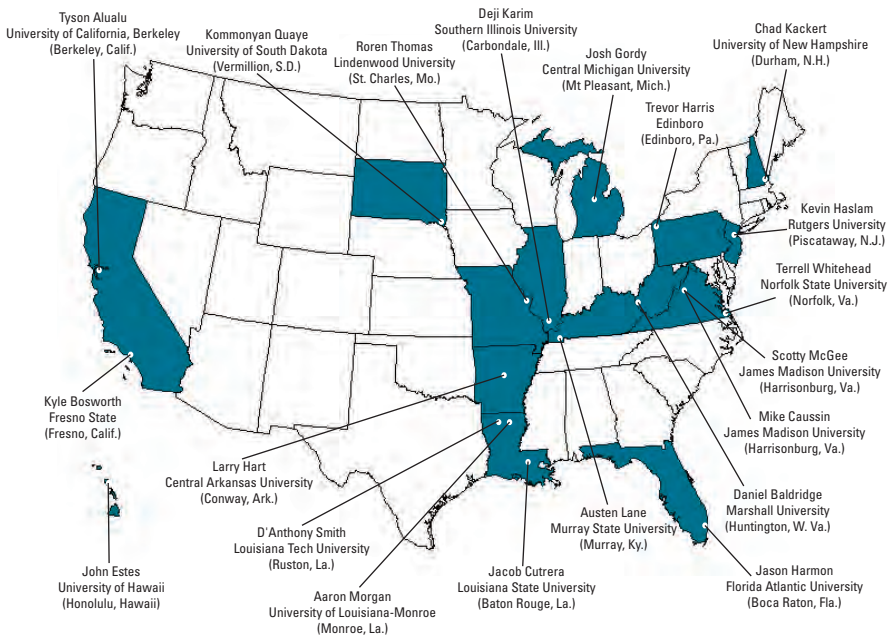 Tyson Alualu
University of California, Berkeley
(Berkeley, Calif.)
Kommonyan Quaye
University of South Dakota
(Vermillion, S.D.)
Roren Thomas
Lindenwood University
(St. Charles, Mo.)
Deji Karim
Southern Illinois University
(Carbondale, Ill.)
Josh Gordy
Central Michigan University
(Mt Pleasant, Mich.)
Chad Kackert
University of New Hampshire
(Durham, N.H.)
Trevor Harris
Edinboro
(Edinboro, Pa.)
Kevin Haslam
Rutgers University
(Piscataway, N.J.)
Terrell Whitehead
Norfolk State University
(Norfolk, Va.)
Scotty McGee
James Madison University
(Harrisonburg, Va.)
Mike Caussin
James Madison University
(Harrisonburg, Va.)
Daniel Baldridge
Marshall University
(Huntington, W. Va.)
Jason Harmon
Florida Atlantic University
(Boca Raton, Fla.)
Austen Lane
Murray State University
(Murray, Ky.)
Jacob Cutrera
Louisiana State University
(Baton Rouge, La.)
Aaron Morgan
University of Louisiana-Monroe
(Monroe, La.)
D'Anthony Smith
Louisiana Tech University
(Ruston, La.)
Larry Hart
Central Arkansas University
(Conway, Ark.)
Kyle Bosworth
Fresno State
(Fresno, Calif.)
John Estes
University of Hawaii
(Honolulu, Hawaii)